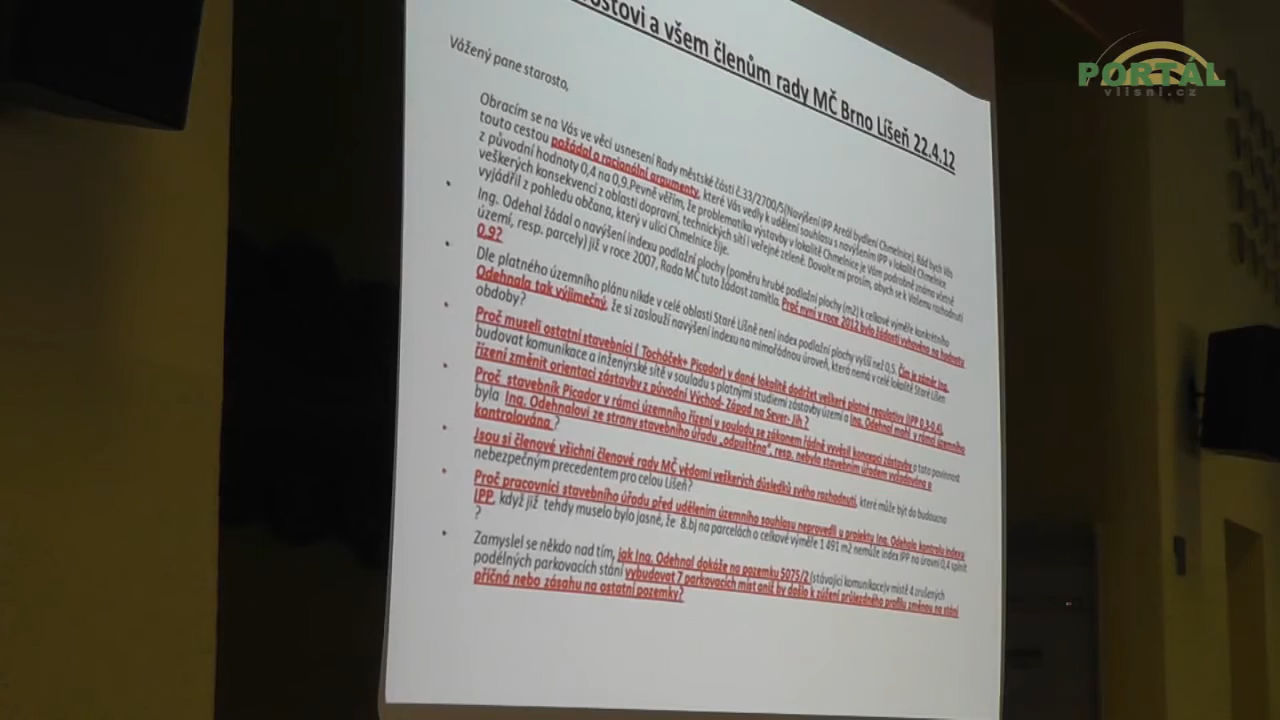 PORTÁL
vlisni.cz
rostovi a všem členům rady MČ Brno Líšeň 22.4.12
Vážený pane starosto,
Obracím se na Vás ve věci usnesení Rady městské části č.33/2700/5(Navýšení IPP Areál bydlení Chmelnice). Rád bych Vás
touto cestou požádal o racionální argumenty, které Vás vedly k udělení souhlasu s navýšením IPP v lokalitě Chmelnice
z původní hodnoty 0,4 na 0,9.Pevně věřím, že problematika výstavby v lokalitě Chmelnice je Vám podrobně známa včetně
veškerých konsekvencí z oblasti dopravní, technických sítí i veřejné zeleně. Dovolte mi prosím, abych se k Vašemu rozhodnutí
vyjádřil z pohledu občana, který v ulici Chmelnice žije.
Ing. Odehal žádal o navýšení indexu podlažní plochy (poměru hrubé podlažní plochy (m2) k celkové výměře konkrétního
území, resp. parcely) již v roce 2007, Rada MČ tuto žádost zamítla. Proč nyní v roce 2012 bylo žádosti vyhověno na hodnotu
0,9?
Dle platného územního plánu nikde v celé oblasti Staré Líšně není index podlažní plochy vyšší než 0,5. Čím je záměr Ing.
Odehnala tak výjimečný, že si zaslouží navýšení indexu na mimořádnou úroveň, která nemá v celé lokalitě Staré Líšen
obdoby?
Proč museli ostatní stavebníci ( Tocháček+ Picador) v dané lokalitě dodržet veškeré platné regulativy IIPP 0,3-0,6),
budovat komunikace a inženýrské sítě v souladu s platnými studiemi zástavby území a Ing. Odehnal mohl v rámci územního
řízení změnit orientaci zástavby z původní Východ- Západ na Sever- Jih ?
Proč stavebník Picador v rámci územního řízení v souladu se zákonem řádně vyvěsil koncepci zástavby a tato povinnost
byla Ing. Odehnalovi ze strany stavebního úřadu „odpuštěna", resp. nebyla stavebním úřadem vyžadována a
kontrolována ?
Jsou si členové všichni členové rady MČ vědomi veškerých důsledků svého rozhodnutí, které může být do budoucna
nebezpečným precedentem pro celou Líšeň?
Proč pracovníci stavebního úřadu před udělením územního souhlasu neprovedli u projektu Ing. Odehala kontrolu indexu
IPP, když již tehdy muselo bylo jasné, že 8.bj na parcelách o celkové výměře 1 491 m2 nemůže index IPP na úrovni 0,4 splnit
?
Zamyslel se někdo nad tím, jak Ing. Odehnal dokáže na pozemku 5075/2 (stávající komunikace)v místě 4 zrušených
podélných parkovacích stání vybudovat 7 parkovacích míst aniž by došlo k zúžení průjezdného profilu změnou na stání
příčná nebo zásahu na ostatní pozemky?